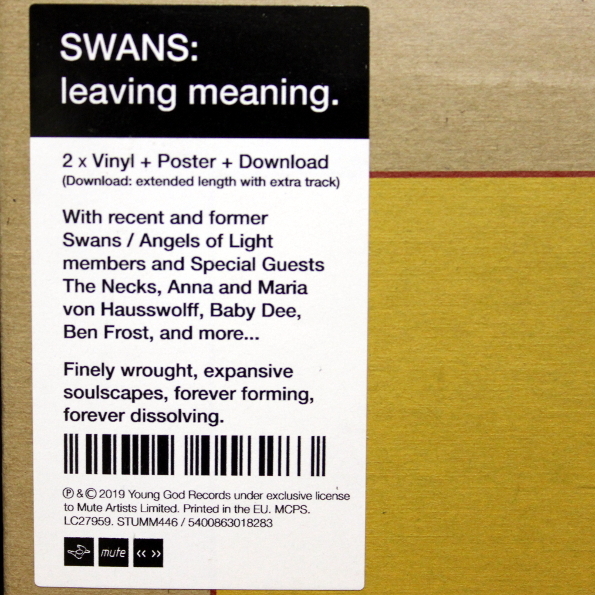 SWANS:
leaving meaning.
2 x Vinyl + Poster + Download
(Download: extended length with extra track)
With recent and former
Swans / Angels of Light
members and Special Guests
The Necks, Anna and Maria
von Hausswolff, Baby Dee,
Ben Frost, and more...
Finely wrought, expansive
soulscapes, forever forming,
forever dissolving.
℗ & © 2019 Young God Records under exclusive license
to Mute Artists Limited. Printed in the EU. MCPS.
LC27959. STUMM446 / 5400863018283
mute << >>